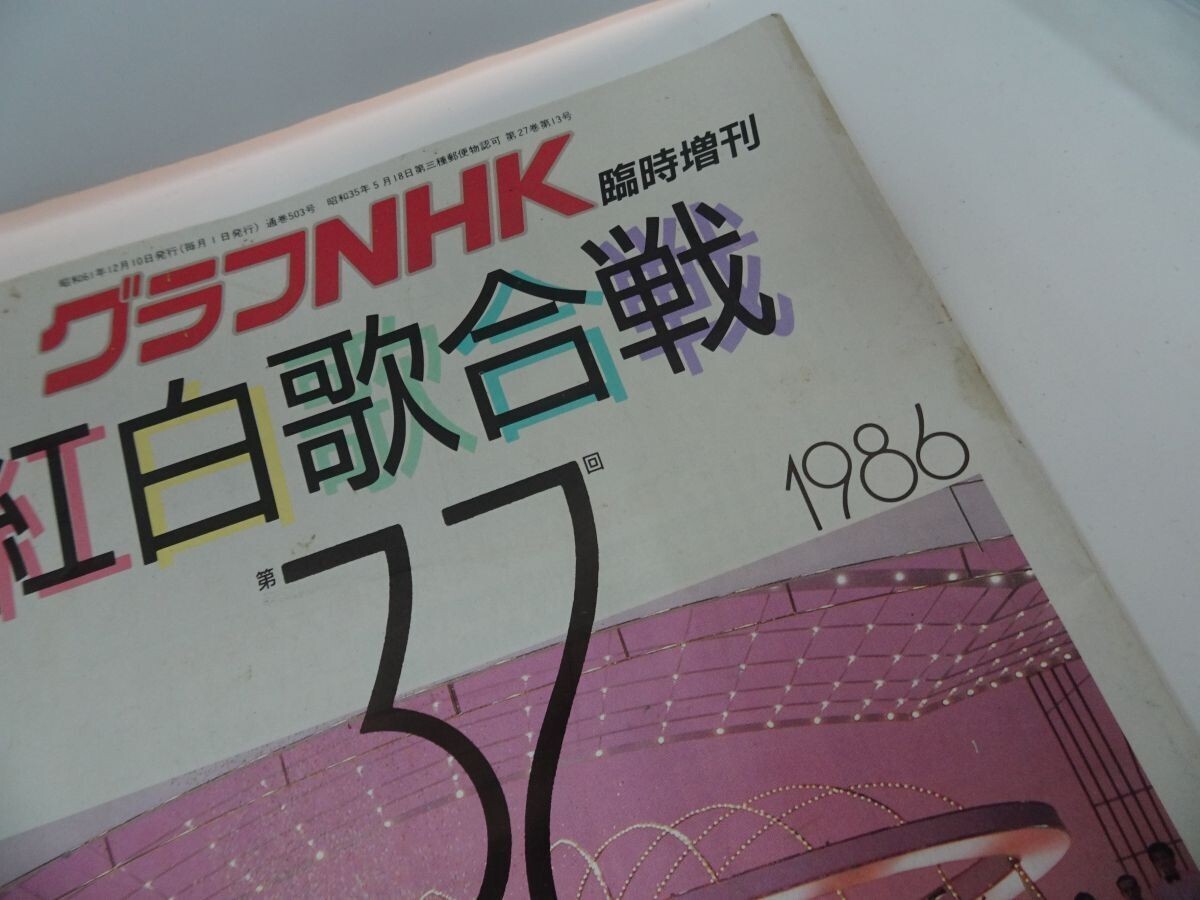 昭和61年12月10日発行(毎月1日発行) 通巻503号 昭和35年5月18日第三種郵便物認可 第27巻第13号
グラフNHK 臨時増刊
紅白歌合戦
第37回
1986